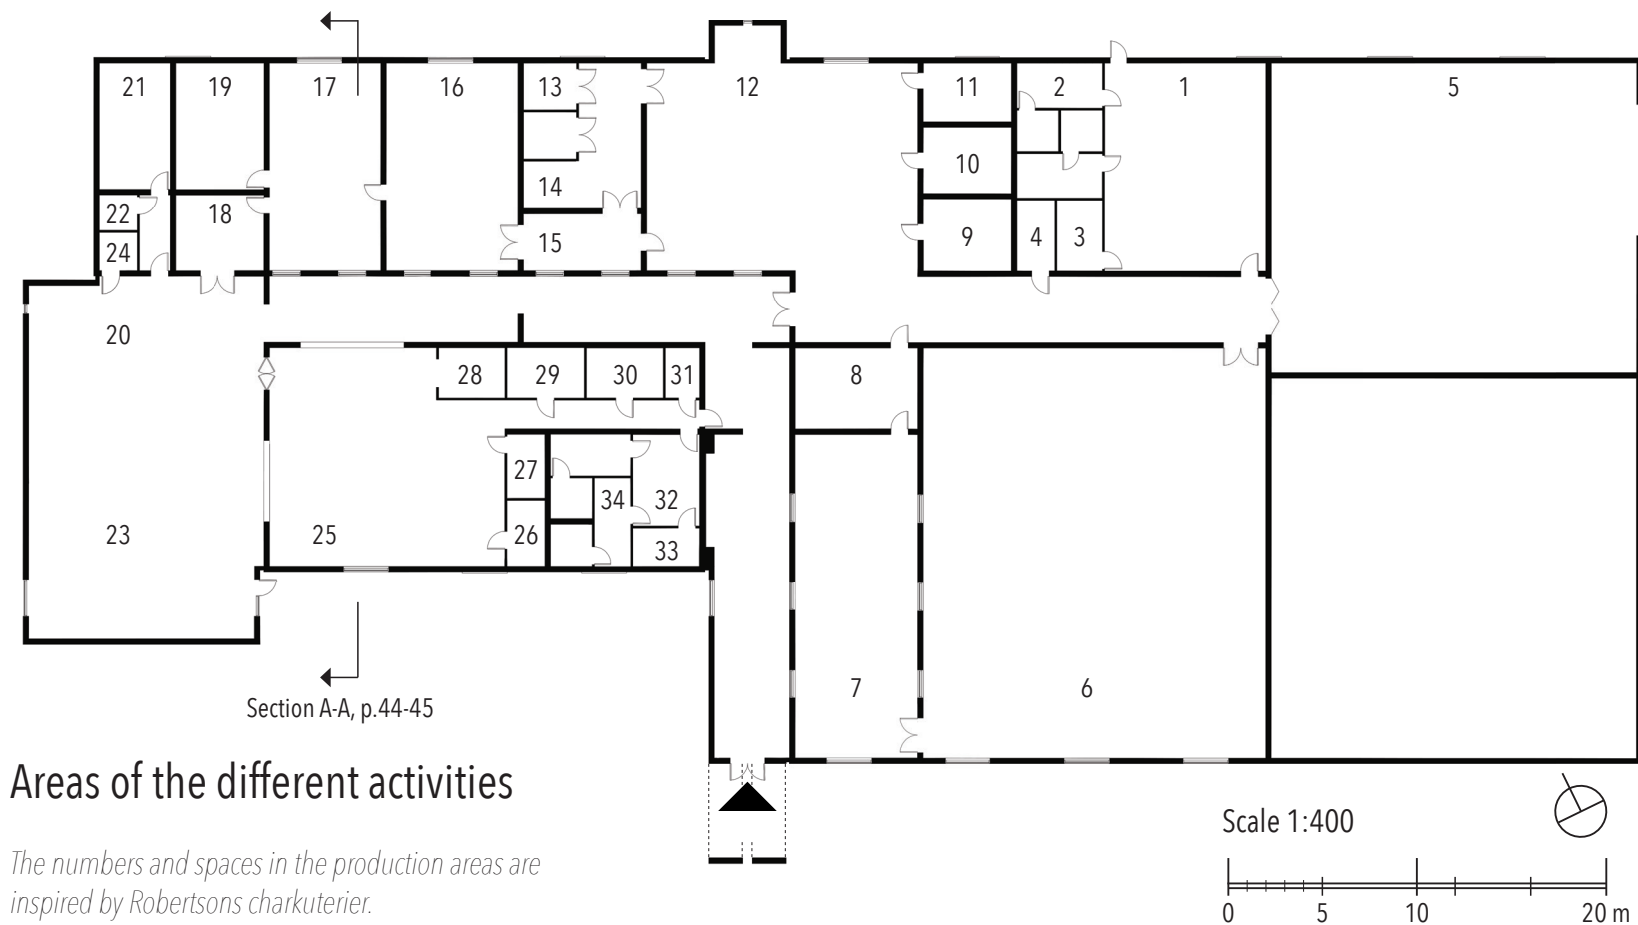 21 19 17 16 13 12 11 2 1 5
10
14
22 18
15 9 4 3
24
20
28 29 30 31 8
27
34 32
23 25 26
33
7 6
Section A-A, p.44-45
Areas of the different activities
The numbers and spaces in the production areas are
inspired by Robertsons charkuterier.
Scale 1:400
0 5 10 20 m